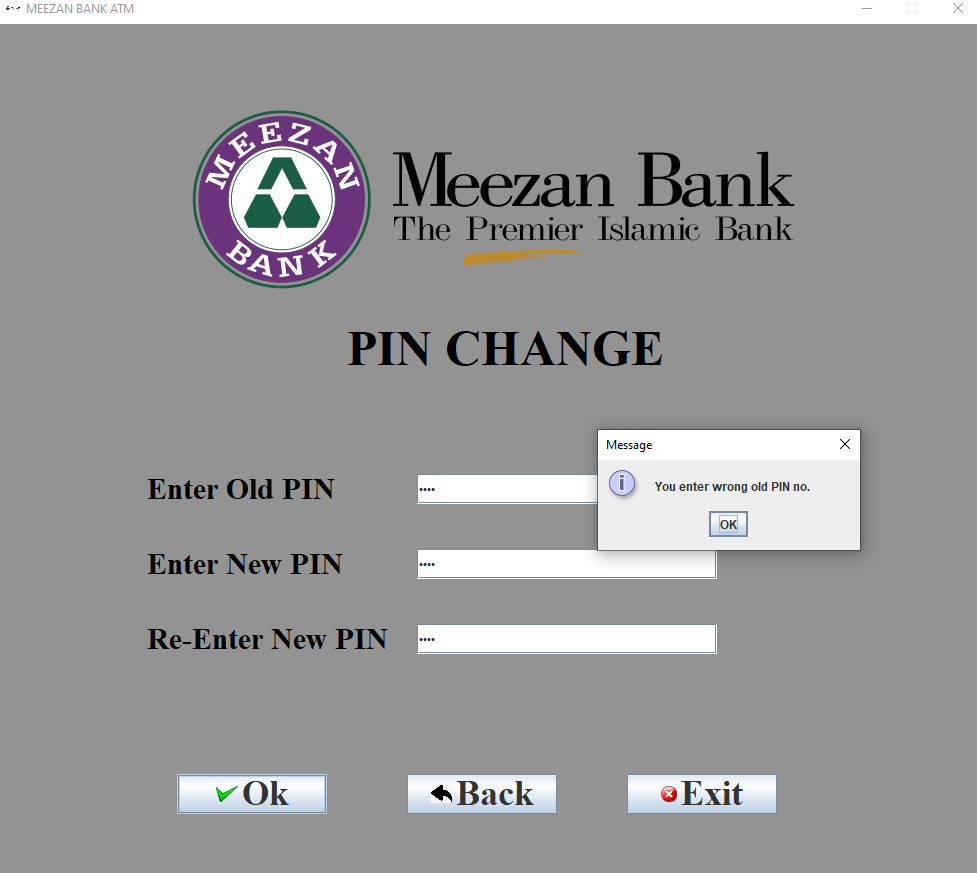 MEEZAN BANK ATM
MEEZAN
BANK
Meezan Bank
The Premier Islamic Bank
PIN CHANGE
Message
You enter wrong old PIN no.
OK
Enter Old PIN
••••
Enter New PIN
••••
Re-Enter New PIN
••••
Ok
Back
Exit